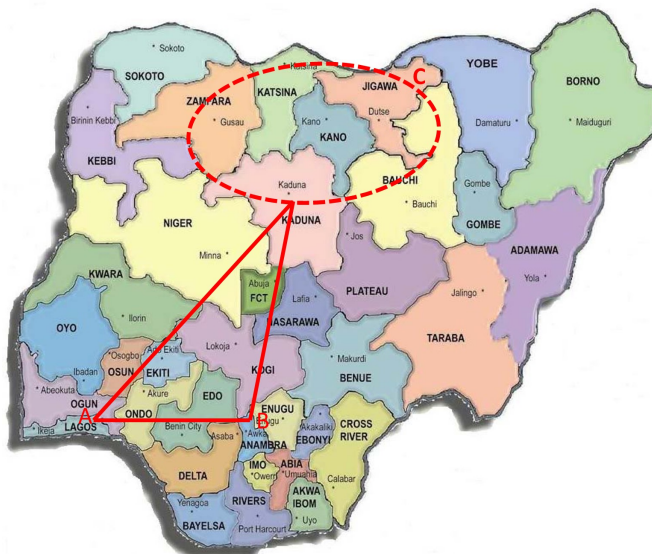 Sokoto
SOKOTO
Katsina
YOBE
BORNO
C
JIGAWA
ZAMFARA
KATSINA
Birinin Kebbi
Gusau
Kano
Dutse
KANO
Damaturu
Maiduguri
KEBBI
Kaduna
BAUCHI
Gombe
Bauchi
NIGER
KADUNA
GOMBE
Jos
ADAMAWA
Minna
KWARA
Abuja
FCT
Lafia
PLATEAU
Jalingo
Yola
OYO
Ilorin
NASARAWA
TARABA
Lokoja
Osogbo
Ado Ekiti
Makurdi
Ibadan
OSUN
EKITI
KOGI
BENUE
Abeokuta
Akure
EDO
OGUN
A
ONDO
ENUGU
B
CROSS
RIVER
LAGOS
Ikeja
Benin City
Asaba
Awka
Akakaliki
EBONYI
ANAMBRA
IMO
ABIA
DELTA
Owerri
Umuahia
Calabar
Yenagoa
RIVERS
AKWA
IBOM
BAYELSA
Port Harcourt
Uyo